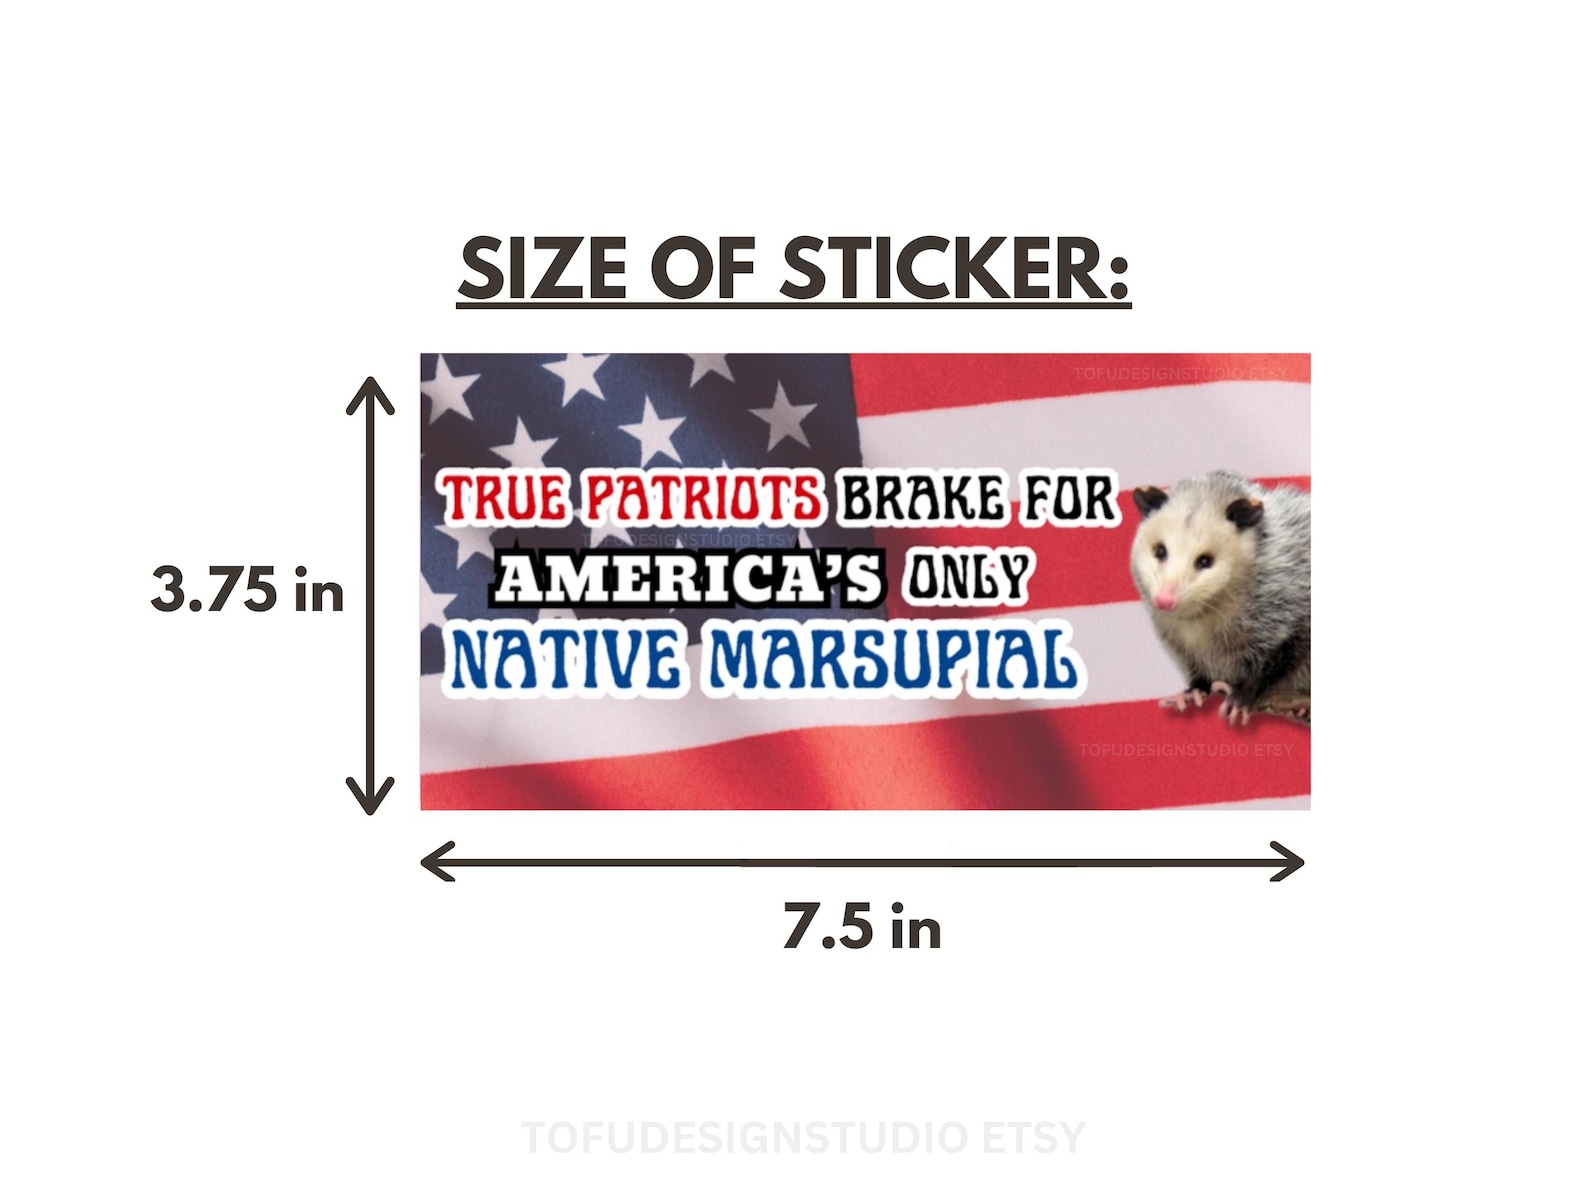 SIZE OF STICKER:
TOFUDESIGNSTUDIO ETSY
TRUE PATRIOTS BRAKE FOR
TOFUDESIGNSTUDIO ETSY
AMERICA'S ONLY
3.75 in
NATIVE MARSUPIAL
TOFUDESIGNSTUDIO ETSY
7.5 in
TOFUDESIGNSTUDIO ETSY